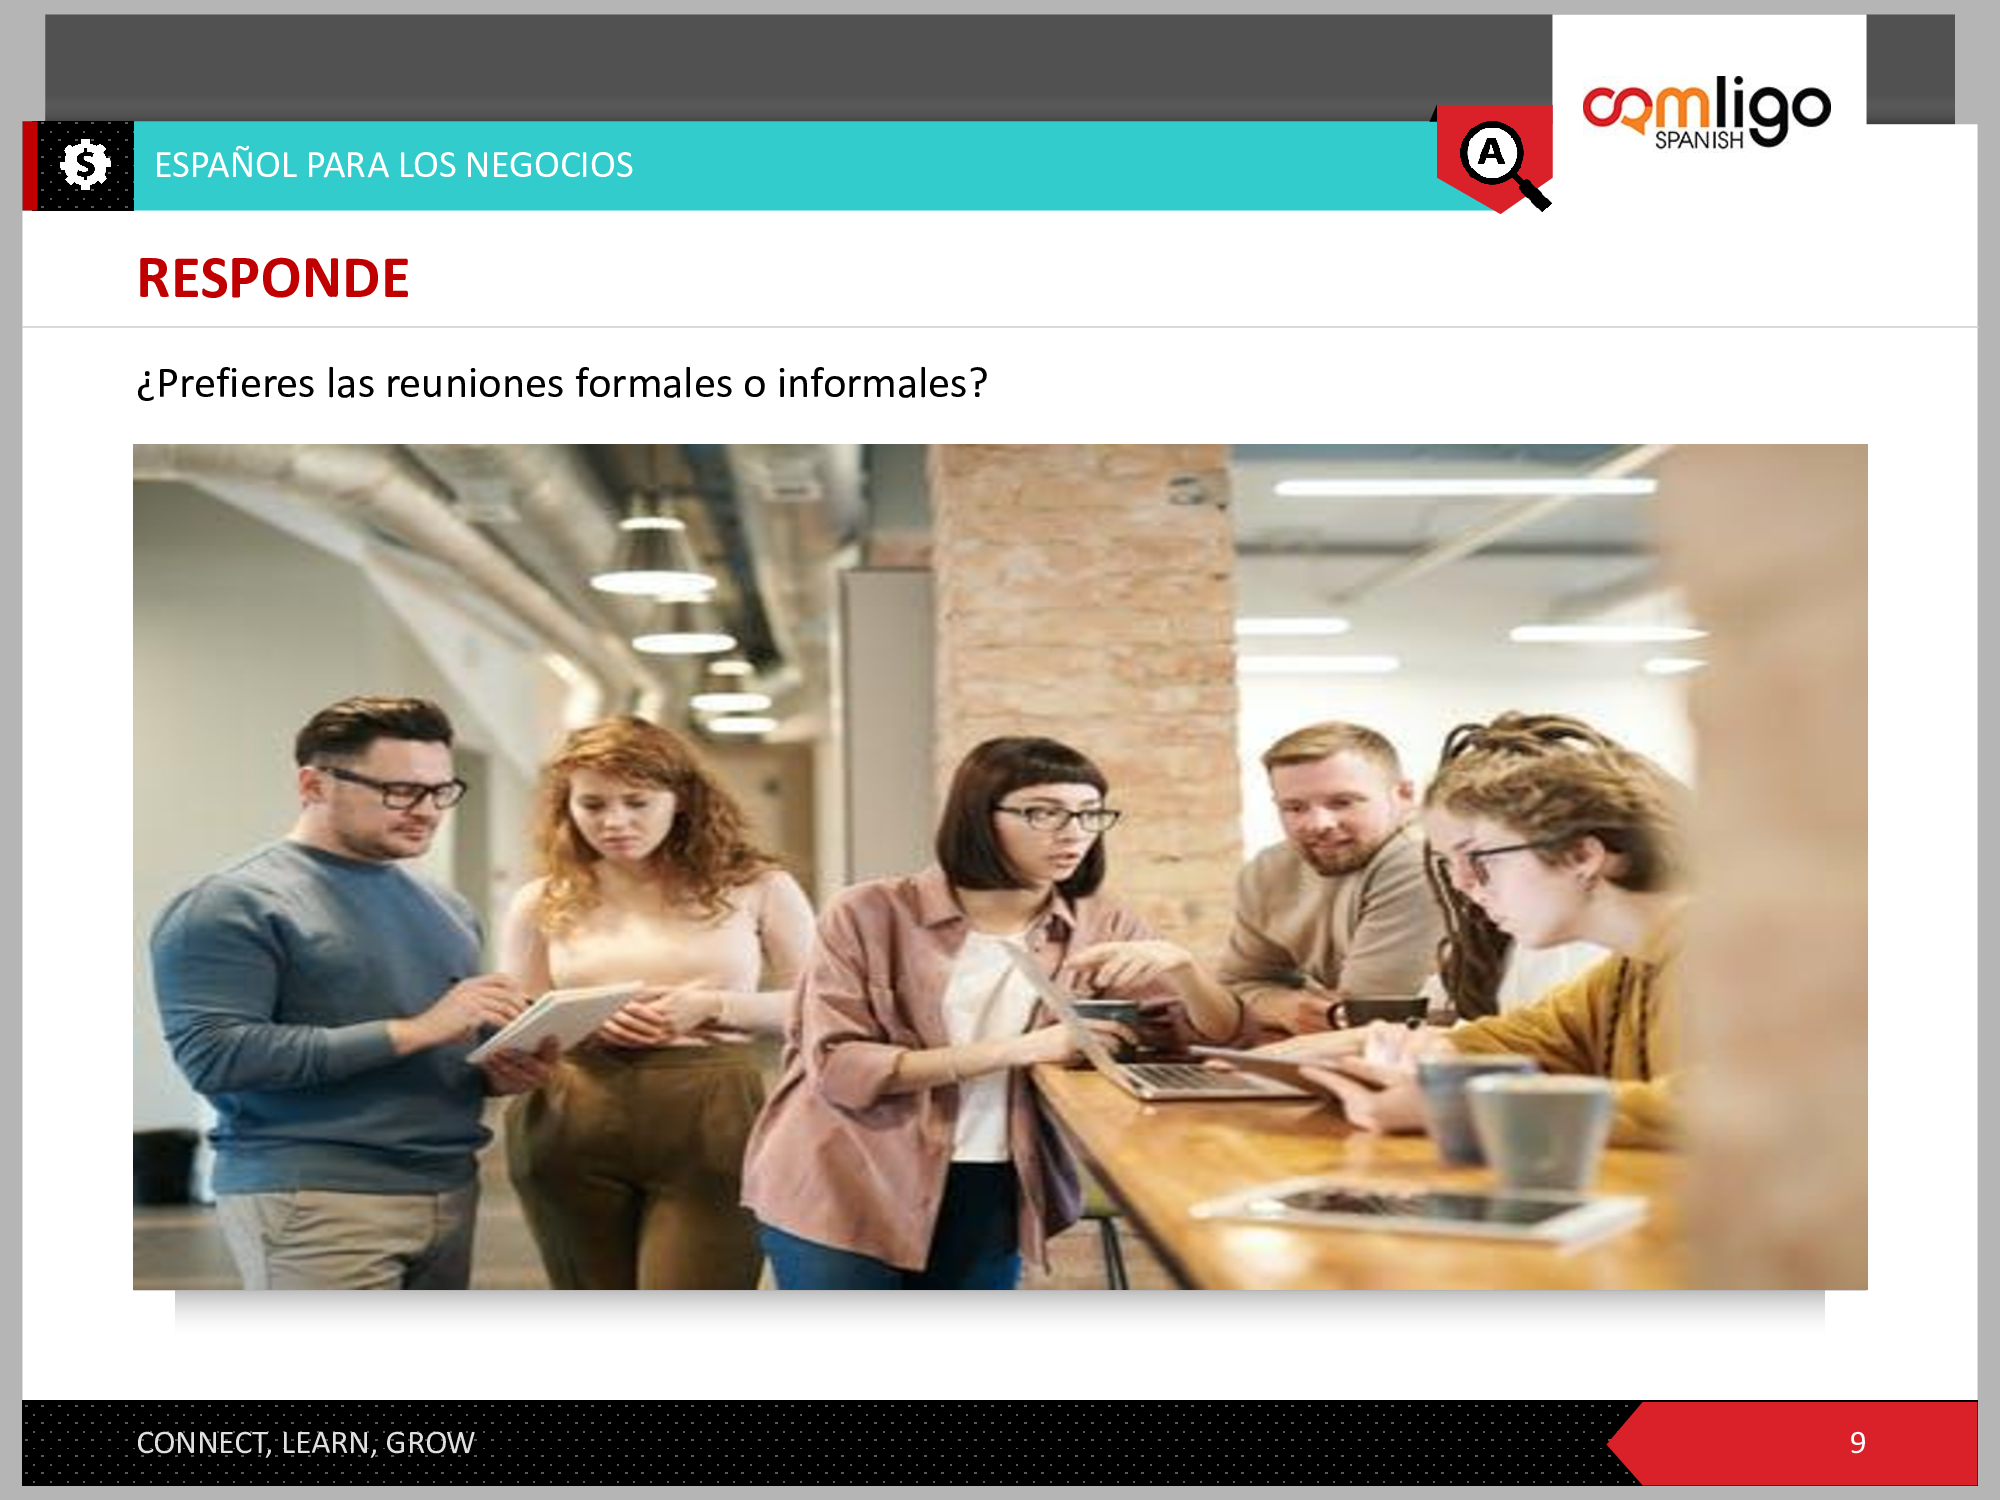 comligo
SPANISH
$
ESPAÑOL PARA LOS NEGOCIOS
A
RESPONDE
¿Prefieres las reuniones formales o informales?
CONNECT, LEARN, GROW
9